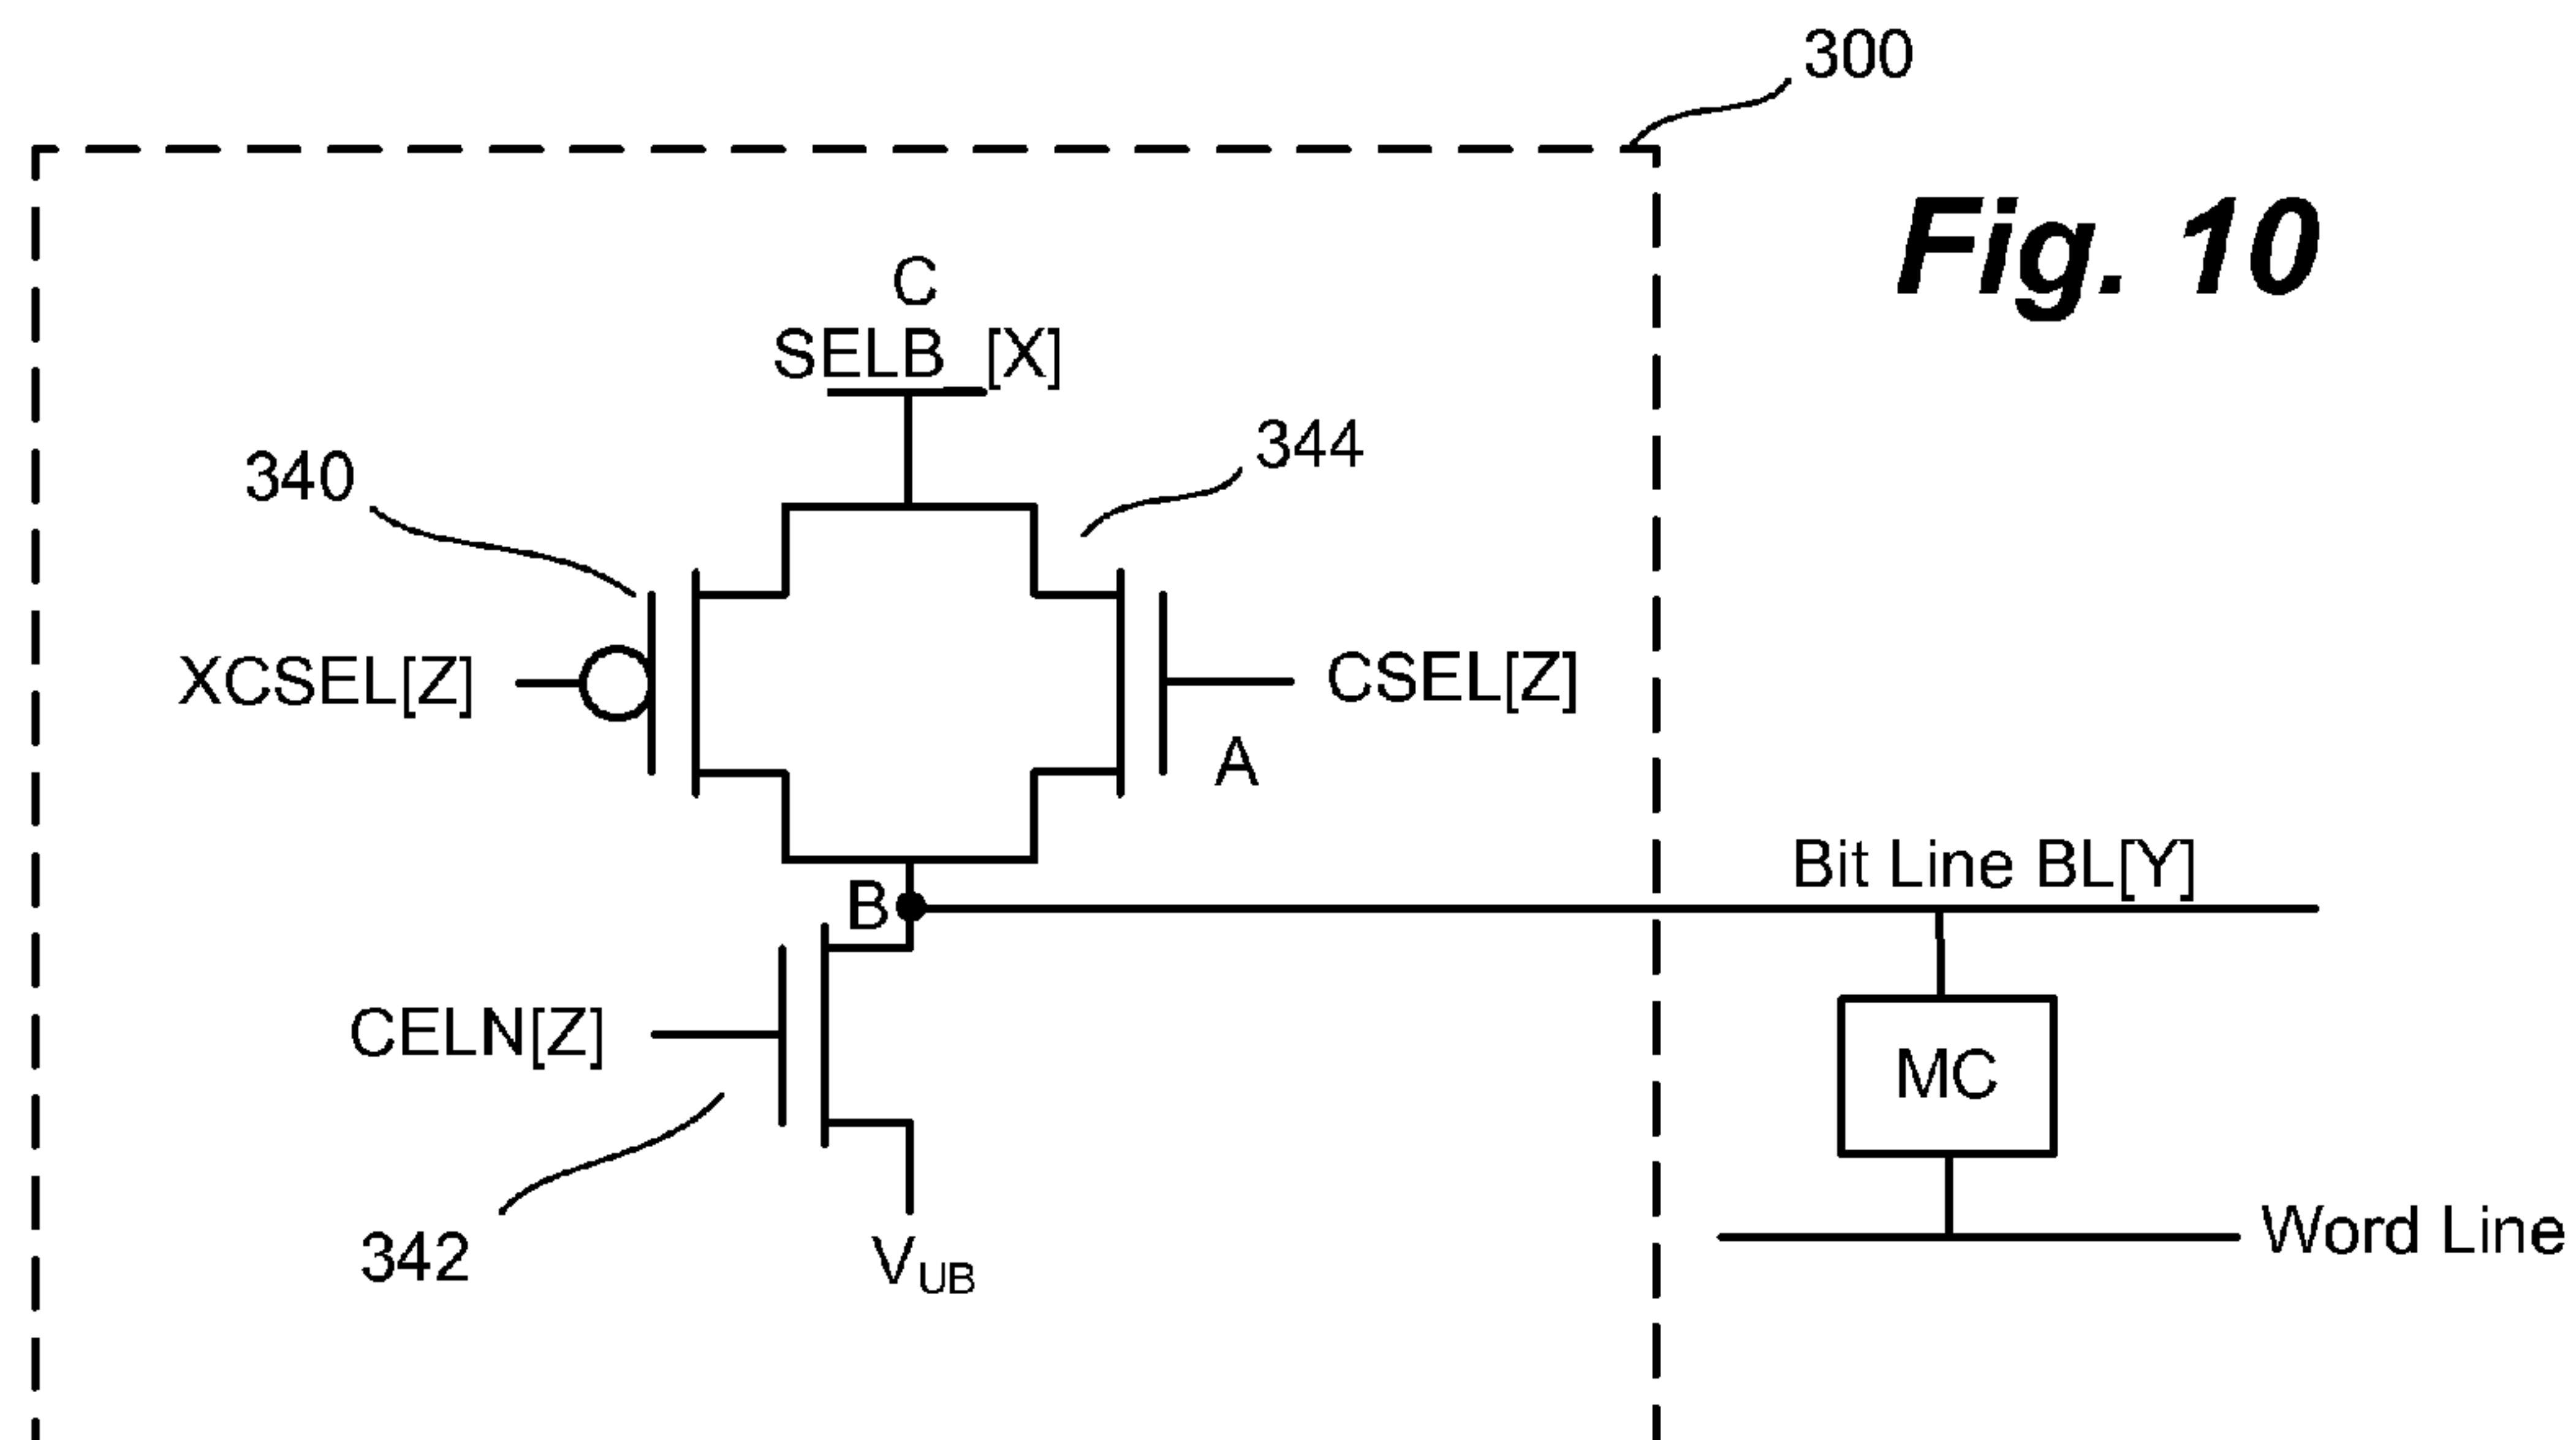 300
Fig. 10
C
SELB_[X]
344
340
XCSEL[Z]
CSEL[Z]
A
Bit Line BL[Y]
B
CELN[Z]
MC
342
VUB
Word Line